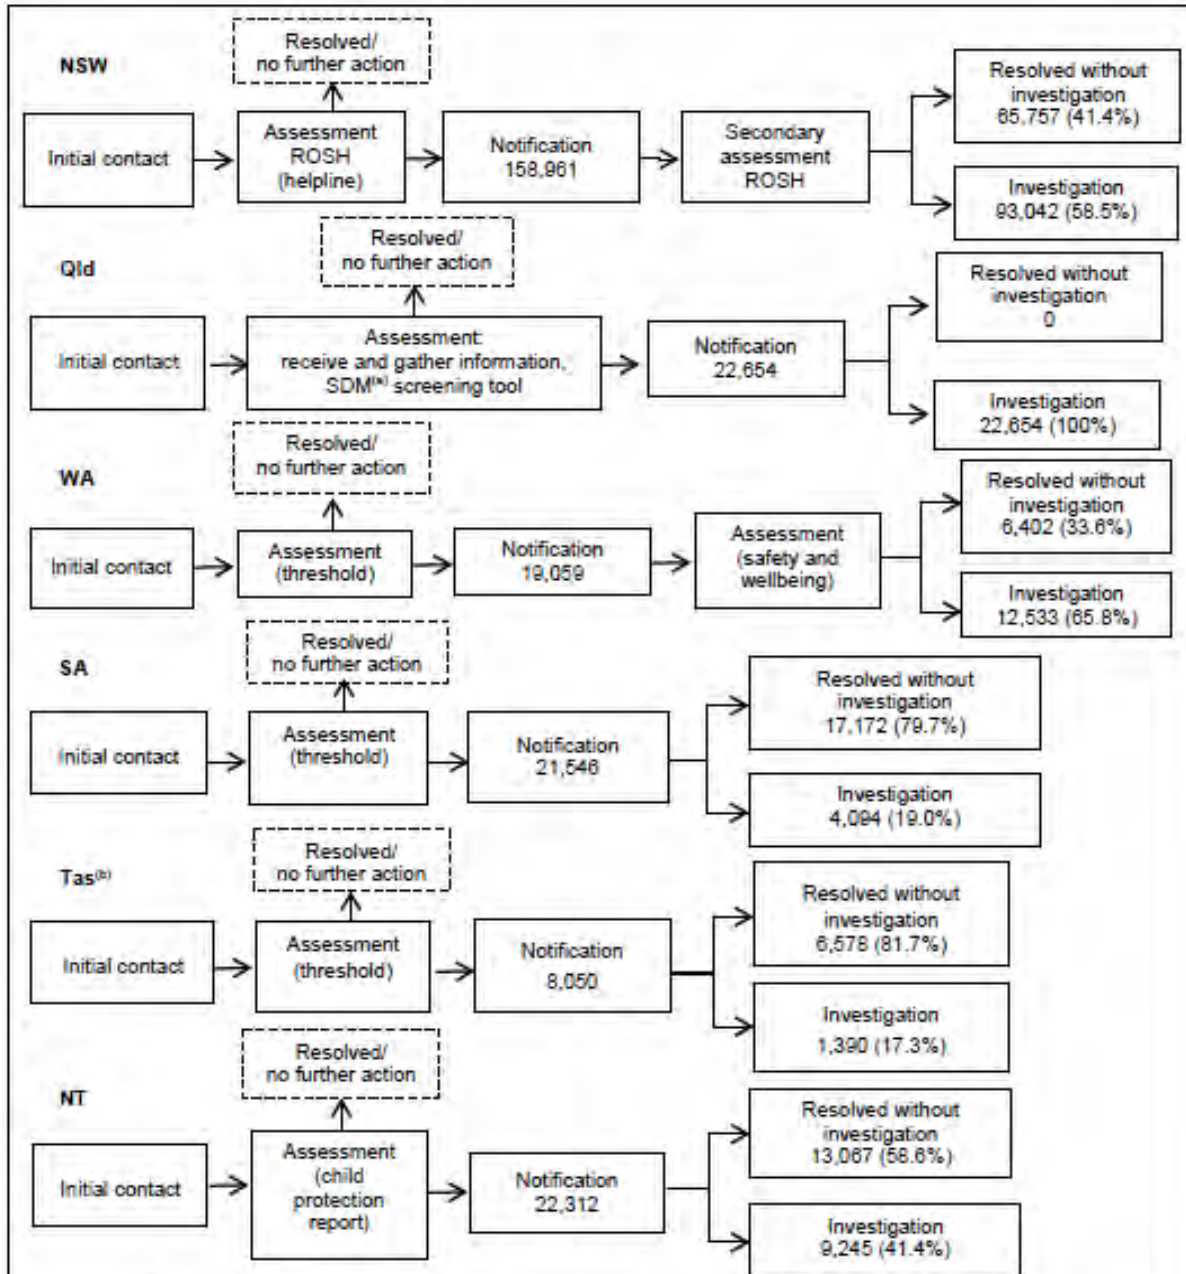 NSW
Resolved/
no further action
Initial contact
Assessment
ROSH
(helpline)
Notification
158,961
Secondary
assessment
ROSH
Resolved without
investigation
65,757 (41.4%)
Investigation
93,042 (58.5%)
Qld
Resolved/
no further action
Initial contact
Assessment:
receive and gather information,
SDM(a) screening tool
Notification
22,654
Resolved without
investigation
0
Investigation
22,654 (100%)
WA
Resolved/
no further action
Initial contact
Assessment
(threshold)
Notification
19,059
Assessment
(safety and
wellbeing)
Resolved without
investigation
6,402 (33.6%)
Investigation
12,533 (65.8%)
SA
Resolved/
no further action
Initial contact
Assessment
(threshold)
Notification
21,546
Resolved without
investigation
17,172 (79.7%)
Investigation
4,094 (19.0%)
Tas(b)
Resolved/
no further action
Initial contact
Assessment
(threshold)
Notification
8,050
Resolved without
investigation
6,578 (81.7%)
Investigation
1,390 (17.3%)
NT
Resolved/
no further action
Initial contact
Assessment
(child
protection
report)
Notification
22,312
Resolved without
investigation
13,067 (58.6%)
Investigation
9,245 (41.4%)